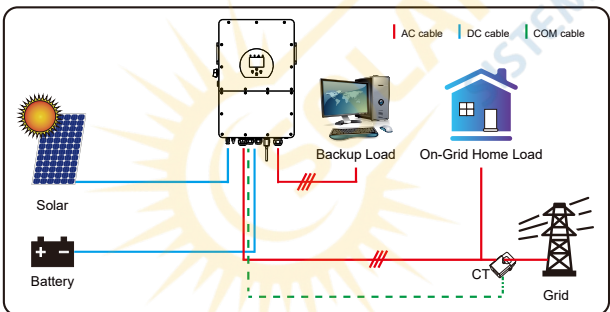 AC cable
DC cable
COM cable
Backup Load
On-Grid Home Load
Solar
Battery
CT
Grid